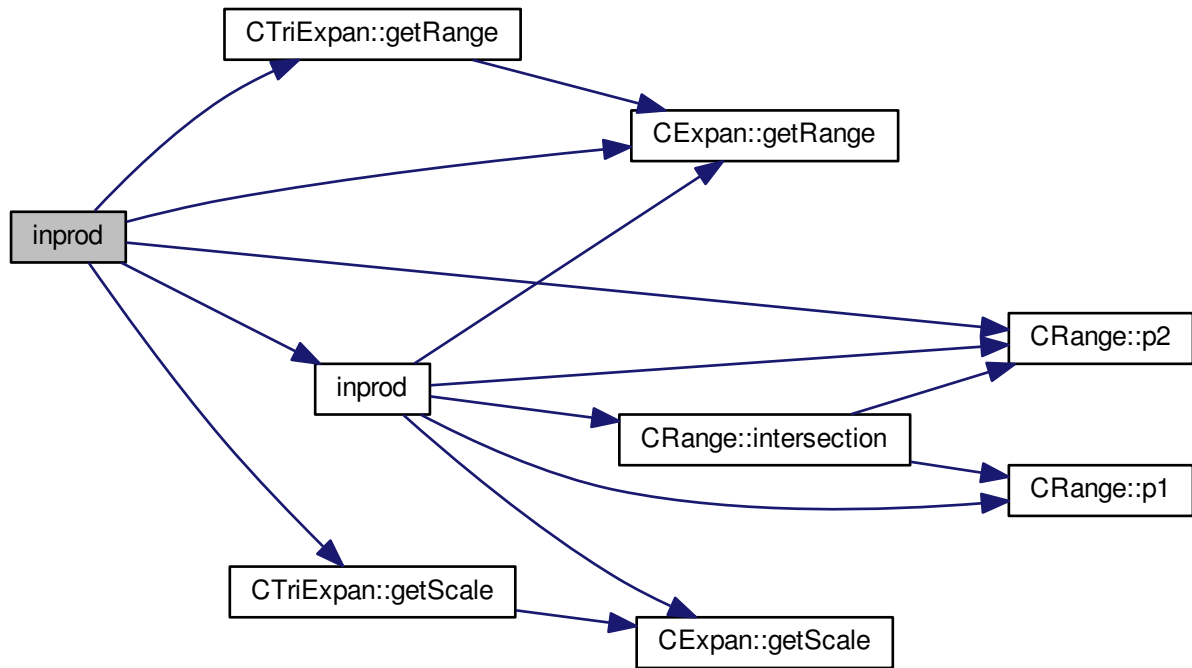 CTriExpan::getRange
CExpan::getRange
inprod
CRange::p2
inprod
CRange::intersection
CRange::p1
CTriExpan::getScale
CExpan::getScale